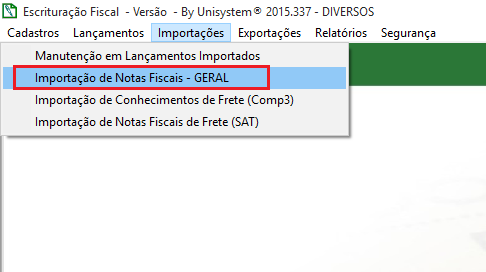 Escrituração Fiscal - Versão - By Unisystem® 2015.337 - DIVERSOS
Cadastros Lançamentos Importações Exportações Relatórios Segurança
Manutenção em Lançamentos Importados
Importação de Notas Fiscais - GERAL
Importação de Conhecimentos de Frete (Comp3)
Importação de Notas Fiscais de Frete (SAT)